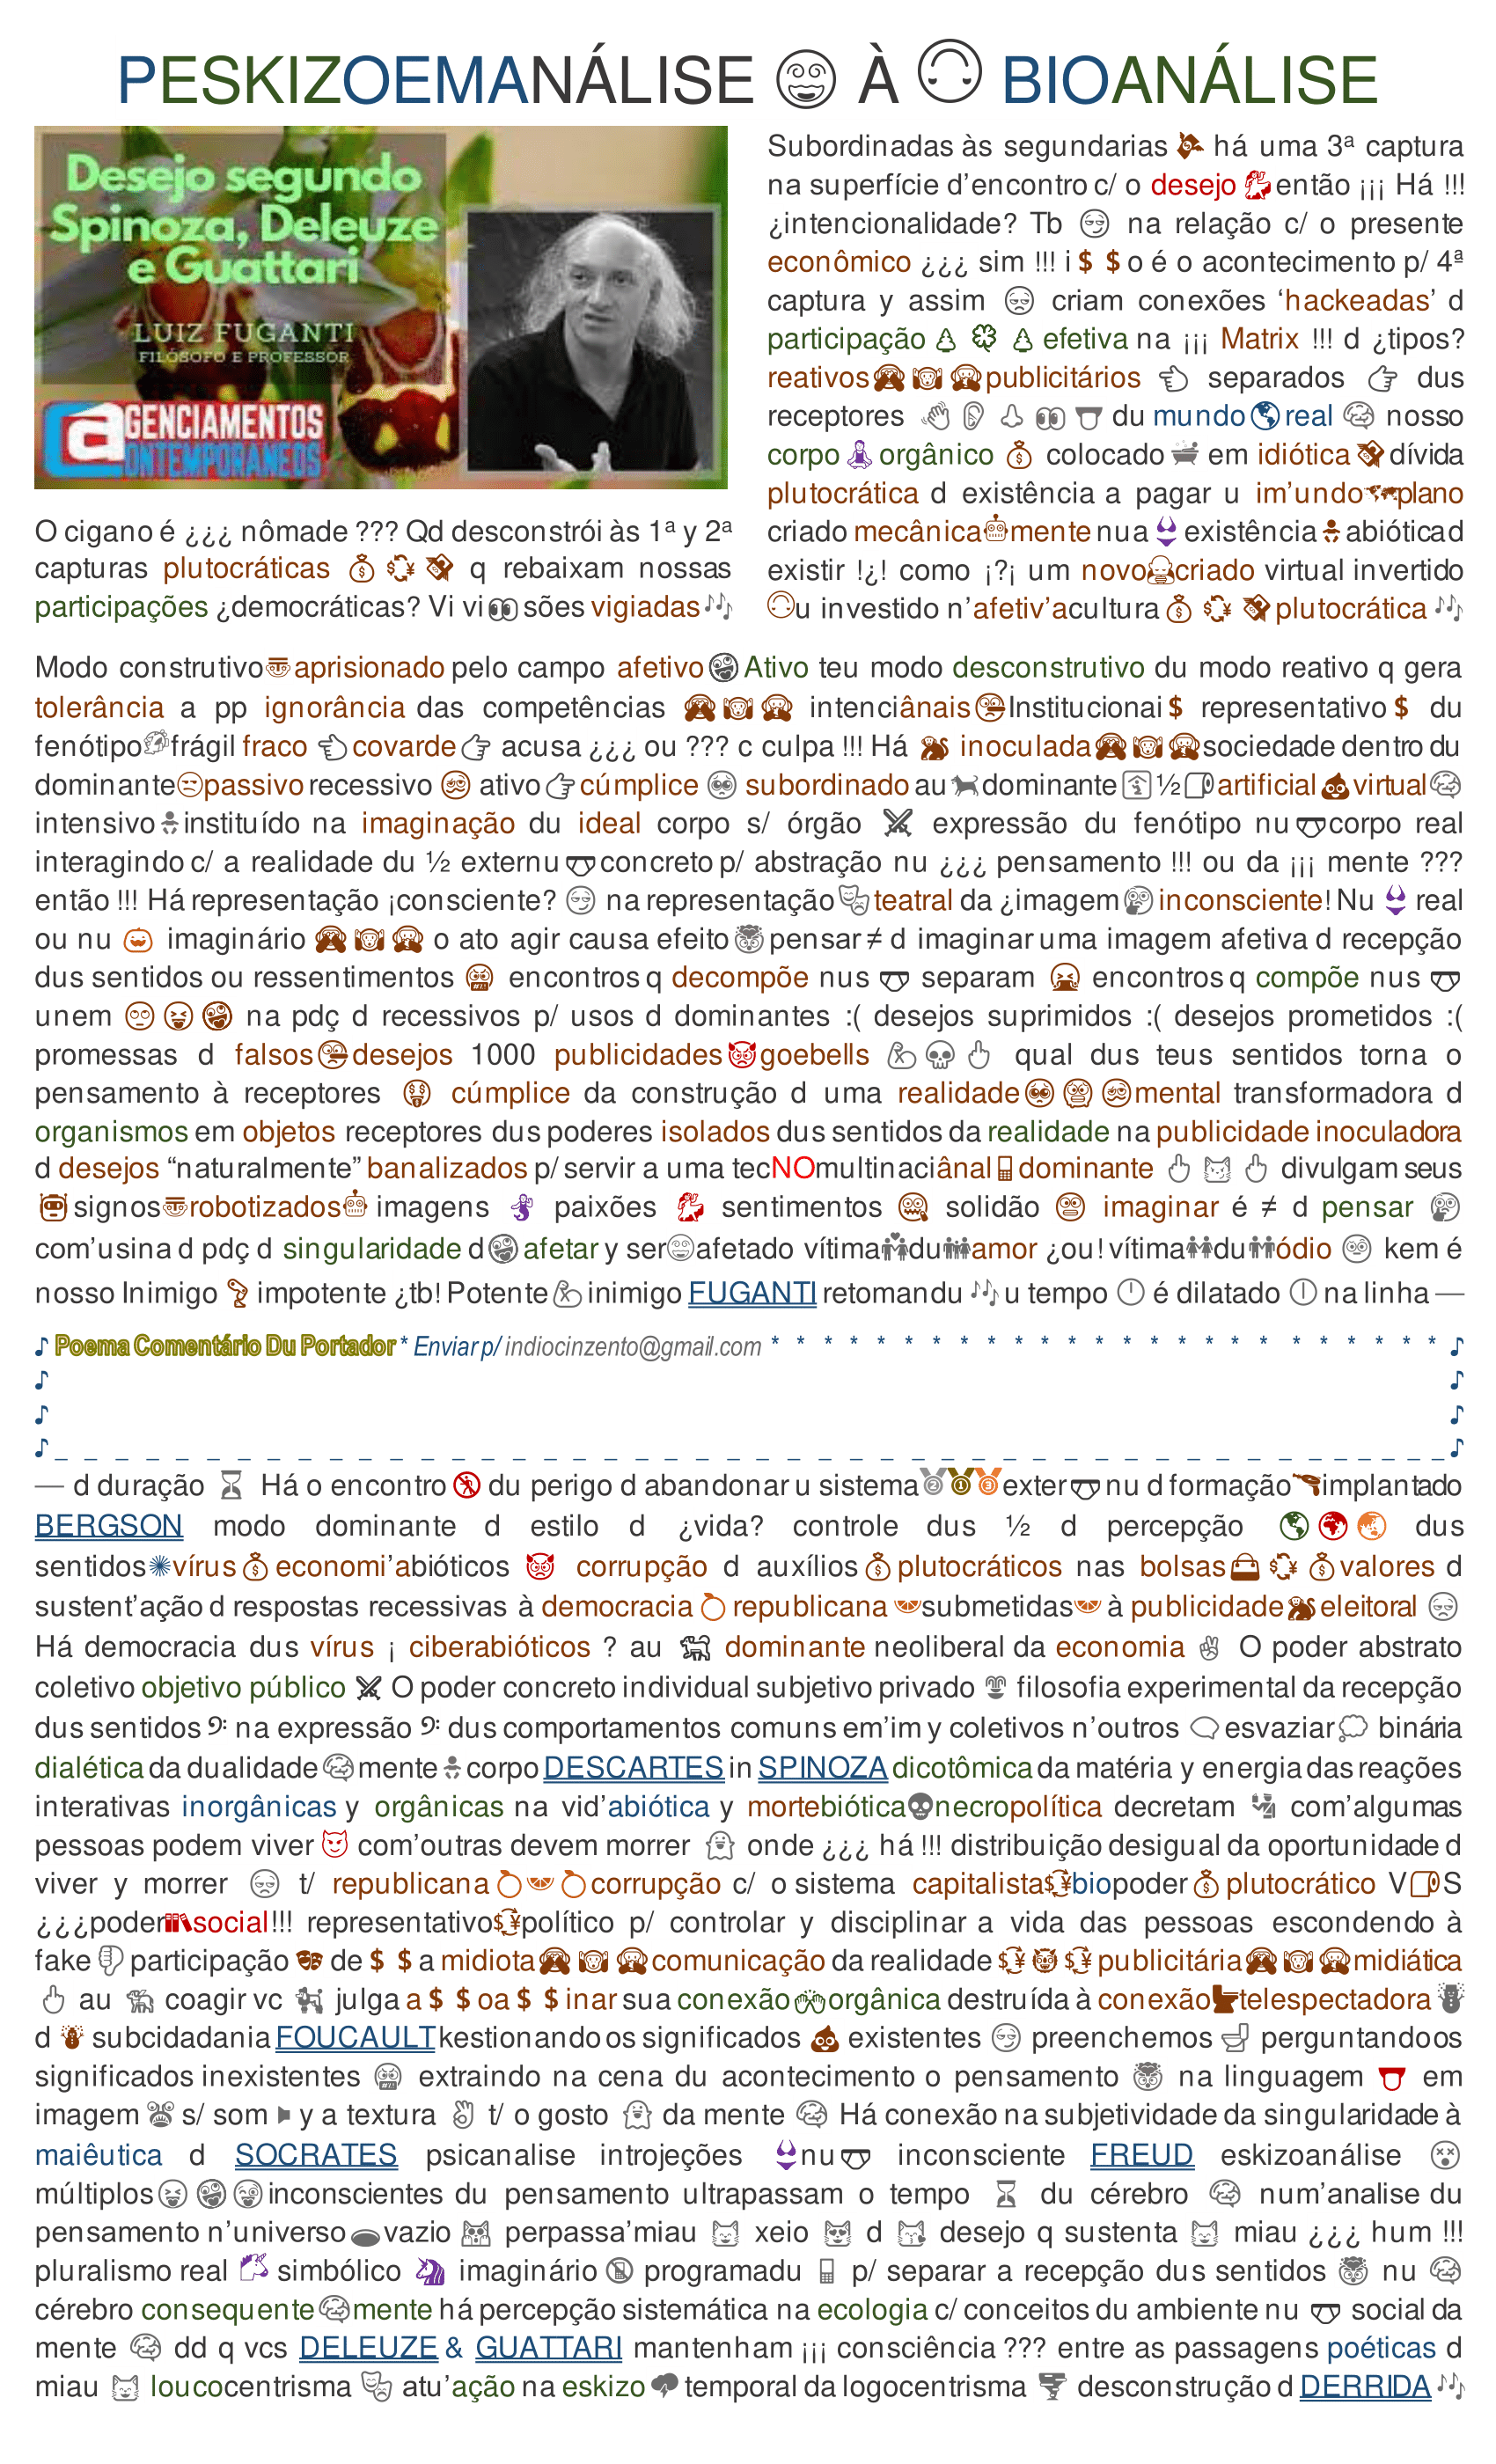 PESKIZOEMANÁLISE 😵 À 🙃 BIOANÁLISE
Desejo segundo
Spinoza, Deleuze
e Guattari
LUIZ FUGANTI
FILÓSOFO E PROFESSOR
AGENCIAMENTOS
CONTEMPORÂNEOS
O cigano é ¿¿¿ nômade ??? Qd desconstrói às 1ª y 2ª
capturas plutocráticas q rebaixam nossas
participações ¿democráticas? Vi vi👀sões vigiadas🎶
Subordinadas às segundarias há uma 3ª captura
na superfície d’encontro c/ o desejo então ¡¡¡ Há !!!
¿intencionalidade? Tb na relação c/ o presente
econômico ¿¿¿ sim !!! i$ $o é o acontecimento p/ 4ª
captura y assim criam conexões ‘hackeadas’ d
participação efetiva na ¡¡¡ Matrix !!! d ¿tipos?
reativos publicitários separados dus
receptores du mundo real nosso
corpo orgânico colocado em idiótica dívida
plutocrática d existência a pagar u im’undo plano
criado mecânica mente nua existência abiótica d
existir !¿! como ¡?¡ um novo criado virtual invertido
u investido n’afetiv’acultura plutocrática 🎶
Modo construtivo aprisionado pelo campo afetivo Ativo teu modo desconstrutivo du modo reativo q gera
tolerância a pp ignorância das competências intenciânais Institucionai$ representativo$ du
fenótipo frágil fraco covarde acusa ¿¿¿ ou ??? c culpa !!! Há inoculada sociedade dentro du
dominante passivo recessivo ativo cúmplice subordinado au dominante ½ artificial virtual
intensivo instituído na imaginação du ideal corpo s/ órgão expressão du fenótipo nu corpo real
interagindo c/ a realidade du ½ externu concreto p/ abstração nu ¿¿¿ pensamento !!! ou da ¡¡¡ mente ???
então !!! Há representação ¡consciente? na representação teatral da ¿imagem inconsciente! Nu real
ou nu imaginário o ato agir causa efeito pensar ≠ d imaginar uma imagem afetiva d recepção
dus sentidos ou ressentimentos encontros q decompõe nus separam encontros q compõe nus
unem na pdç d recessivos p/ usos d dominantes :( desejos suprimidos :( desejos prometidos :(
promessas d falsos desejos 1000 publicidades goebells qual dus teus sentidos torna o
pensamento à receptores cúmplice da construção d uma realidade mental transformadora d
organismos em objetos receptores dus poderes isolados dus sentidos da realidade na publicidade inoculadora
d desejos “naturalmente” banalizados p/ servir a uma tecNOmultinaciânal dominante divulgam seus
signos robotizados imagens paixões sentimentos solidão imaginar é ≠ d pensar
com’usina d pdç d singularidade d afetar y ser afetado vítima du amor ¿ou! vítima du ódio kem é
nosso Inimigo impotente ¿tb! Potente inimigo FUGANTI retomandu 🎶 u tempo é dilatado na linha —
♪ Poema Comentário Du Portador * Enviar p/ indiocinzento@gmail.com * * * * * * * * * * * * * * * * * * * * * * * * * ♪
♪ ♪
♪ ♪
♪ _ _ _ _ _ _ _ _ _ _ _ _ _ _ _ _ _ _ _ _ _ _ _ _ _ _ _ _ _ _ _ _ _ _ _ _ _ _ _ _ _ _ _ _ _ _ ♪
— d duração Há o encontro du perigo d abandonar u sistema exter nu d formação implantado
BERGSON modo dominante d estilo d ¿vida? controle dus ½ d percepção dus
sentidos vírus economi’abióticos corrupção d auxílios plutocráticos nas bolsas valores d
sustent’ação d respostas recessivas à democracia republicana submetidas à publicidade eleitoral
Há democracia dus vírus ¡ ciberabióticos ? au dominante neoliberal da economia O poder abstrato
coletivo objetivo público O poder concreto individual subjetivo privado filosofia experimental da recepção
dus sentidos na expressão dus comportamentos comuns em’im y coletivos n’outros esvaziar binária
dialética da dualidade mente corpo DESCARTES in SPINOZA dicotômica da matéria y energia das reações
interativas inorgânicas y orgânicas na vid’abiótica y mortebiótica necropolítica decretam com’algumas
pessoas podem viver com’outras devem morrer onde ¿¿¿ há !!! distribuição desigual da oportunidade d
viver y morrer t/ republicana corrupção c/ o sistema capitalista biopoder plutocrático V S
¿¿¿poder social!!! representativo político p/ controlar y disciplinar a vida das pessoas escondendo à
fake participação de $ $ a midiota comunicação da realidade publicitária midiática
au coagir vc julga a $ $ oa $ $ inar sua conexão orgânica destruída à conexão telespectadora
d subcidadania FOUCAULT kestionando os significados existentes preenchemos perguntando os
significados inexistentes extraindo na cena du acontecimento o pensamento na linguagem em
imagem s/ som y a textura t/ o gosto da mente Há conexão na subjetividade da singularidade à
maiêutica d SOCRATES psicanalise introjeções nu inconsciente FREUD eskizoanálise
múltiplos inconscientes du pensamento ultrapassam o tempo du cérebro num’analise du
pensamento n’universo vazio perpassa’miau xeio d desejo q sustenta miau ¿¿¿ hum !!!
pluralismo real simbólico imaginário programadu p/ separar a recepção dus sentidos nu
cérebro consequente mente há percepção sistemática na ecologia c/ conceitos du ambiente nu social da
mente dd q vcs DELEUZE & GUATTARI mantenham ¡¡¡ consciência ??? entre as passagens poéticas d
miau loucocentrisma atu’ação na eskizo temporal da logocentrisma desconstrução d DERRIDA 🎶